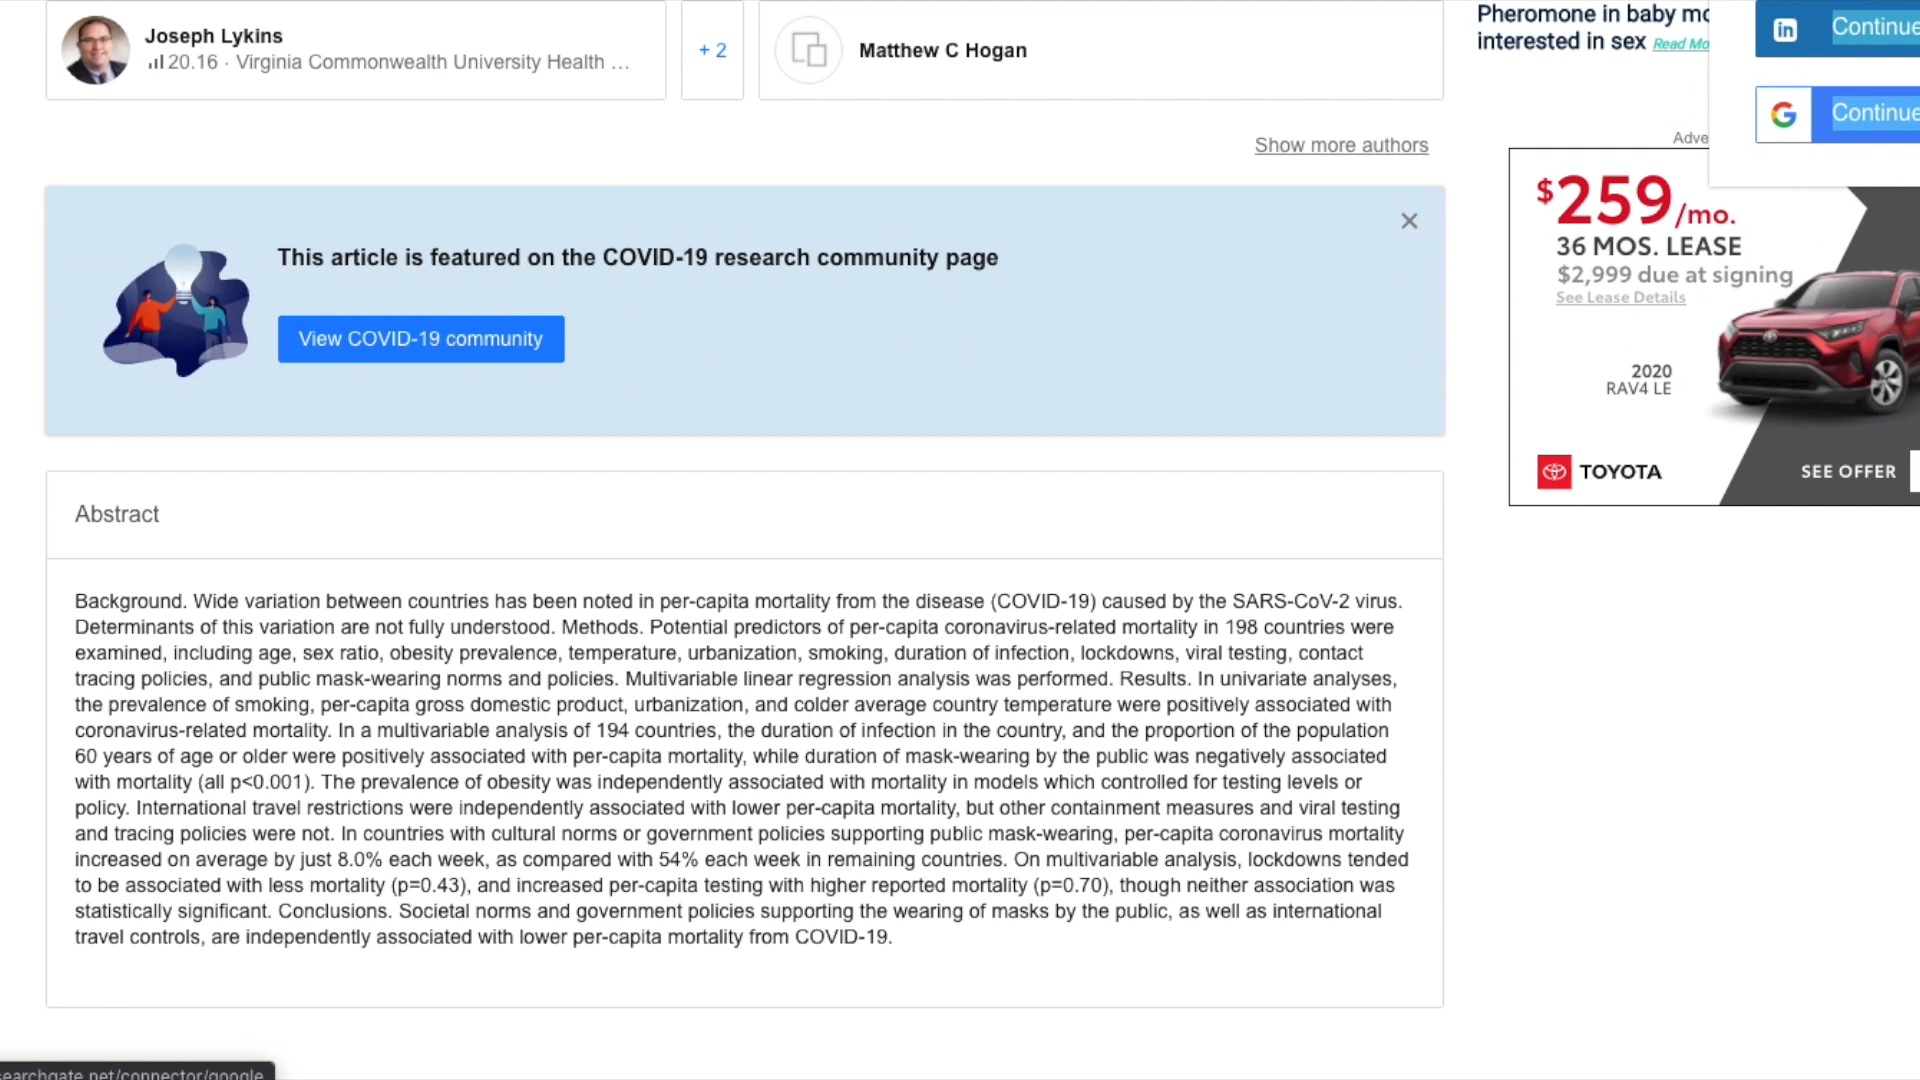 Joseph Lykins
20.16 · Virginia Commonwealth University Health ...
+ 2
Matthew C Hogan
Show more authors
This article is featured on the COVID-19 research community page
View COVID-19 community
Abstract
Background. Wide variation between countries has been noted in per-capita mortality from the disease (COVID-19) caused by the SARS-CoV-2 virus.
Determinants of this variation are not fully understood. Methods. Potential predictors of per-capita coronavirus-related mortality in 198 countries were
examined, including age, sex ratio, obesity prevalence, temperature, urbanization, smoking, duration of infection, lockdowns, viral testing, contact
tracing policies, and public mask-wearing norms and policies. Multivariable linear regression analysis was performed. Results. In univariate analyses,
the prevalence of smoking, per-capita gross domestic product, urbanization, and colder average country temperature were positively associated with
coronavirus-related mortality. In a multivariable analysis of 194 countries, the duration of infection in the country, and the proportion of the population
60 years of age or older were positively associated with per-capita mortality, while duration of mask-wearing by the public was negatively associated
with mortality (all p<0.001). The prevalence of obesity was independently associated with mortality in models which controlled for testing levels or
policy. International travel restrictions were independently associated with lower per-capita mortality, but other containment measures and viral testing
and tracing policies were not. In countries with cultural norms or government policies supporting public mask-wearing, per-capita coronavirus mortality
increased on average by just 8.0% each week, as compared with 54% each week in remaining countries. On multivariable analysis, lockdowns tended
to be associated with less mortality (p=0.43), and increased per-capita testing with higher reported mortality (p=0.70), though neither association was
statistically significant. Conclusions. Societal norms and government policies supporting the wearing of masks by the public, as well as international
travel controls, are independently associated with lower per-capita mortality from COVID-19.
Pheromone in baby mo
interested in sex Read Mo
in Continue
G Continue
Adve
$259/mo.
36 MOS. LEASE
$2,999 due at signing
See Lease Details
2020
RAV4 LE
TOYOTA
SEE OFFER
searchgate.net/connector/google